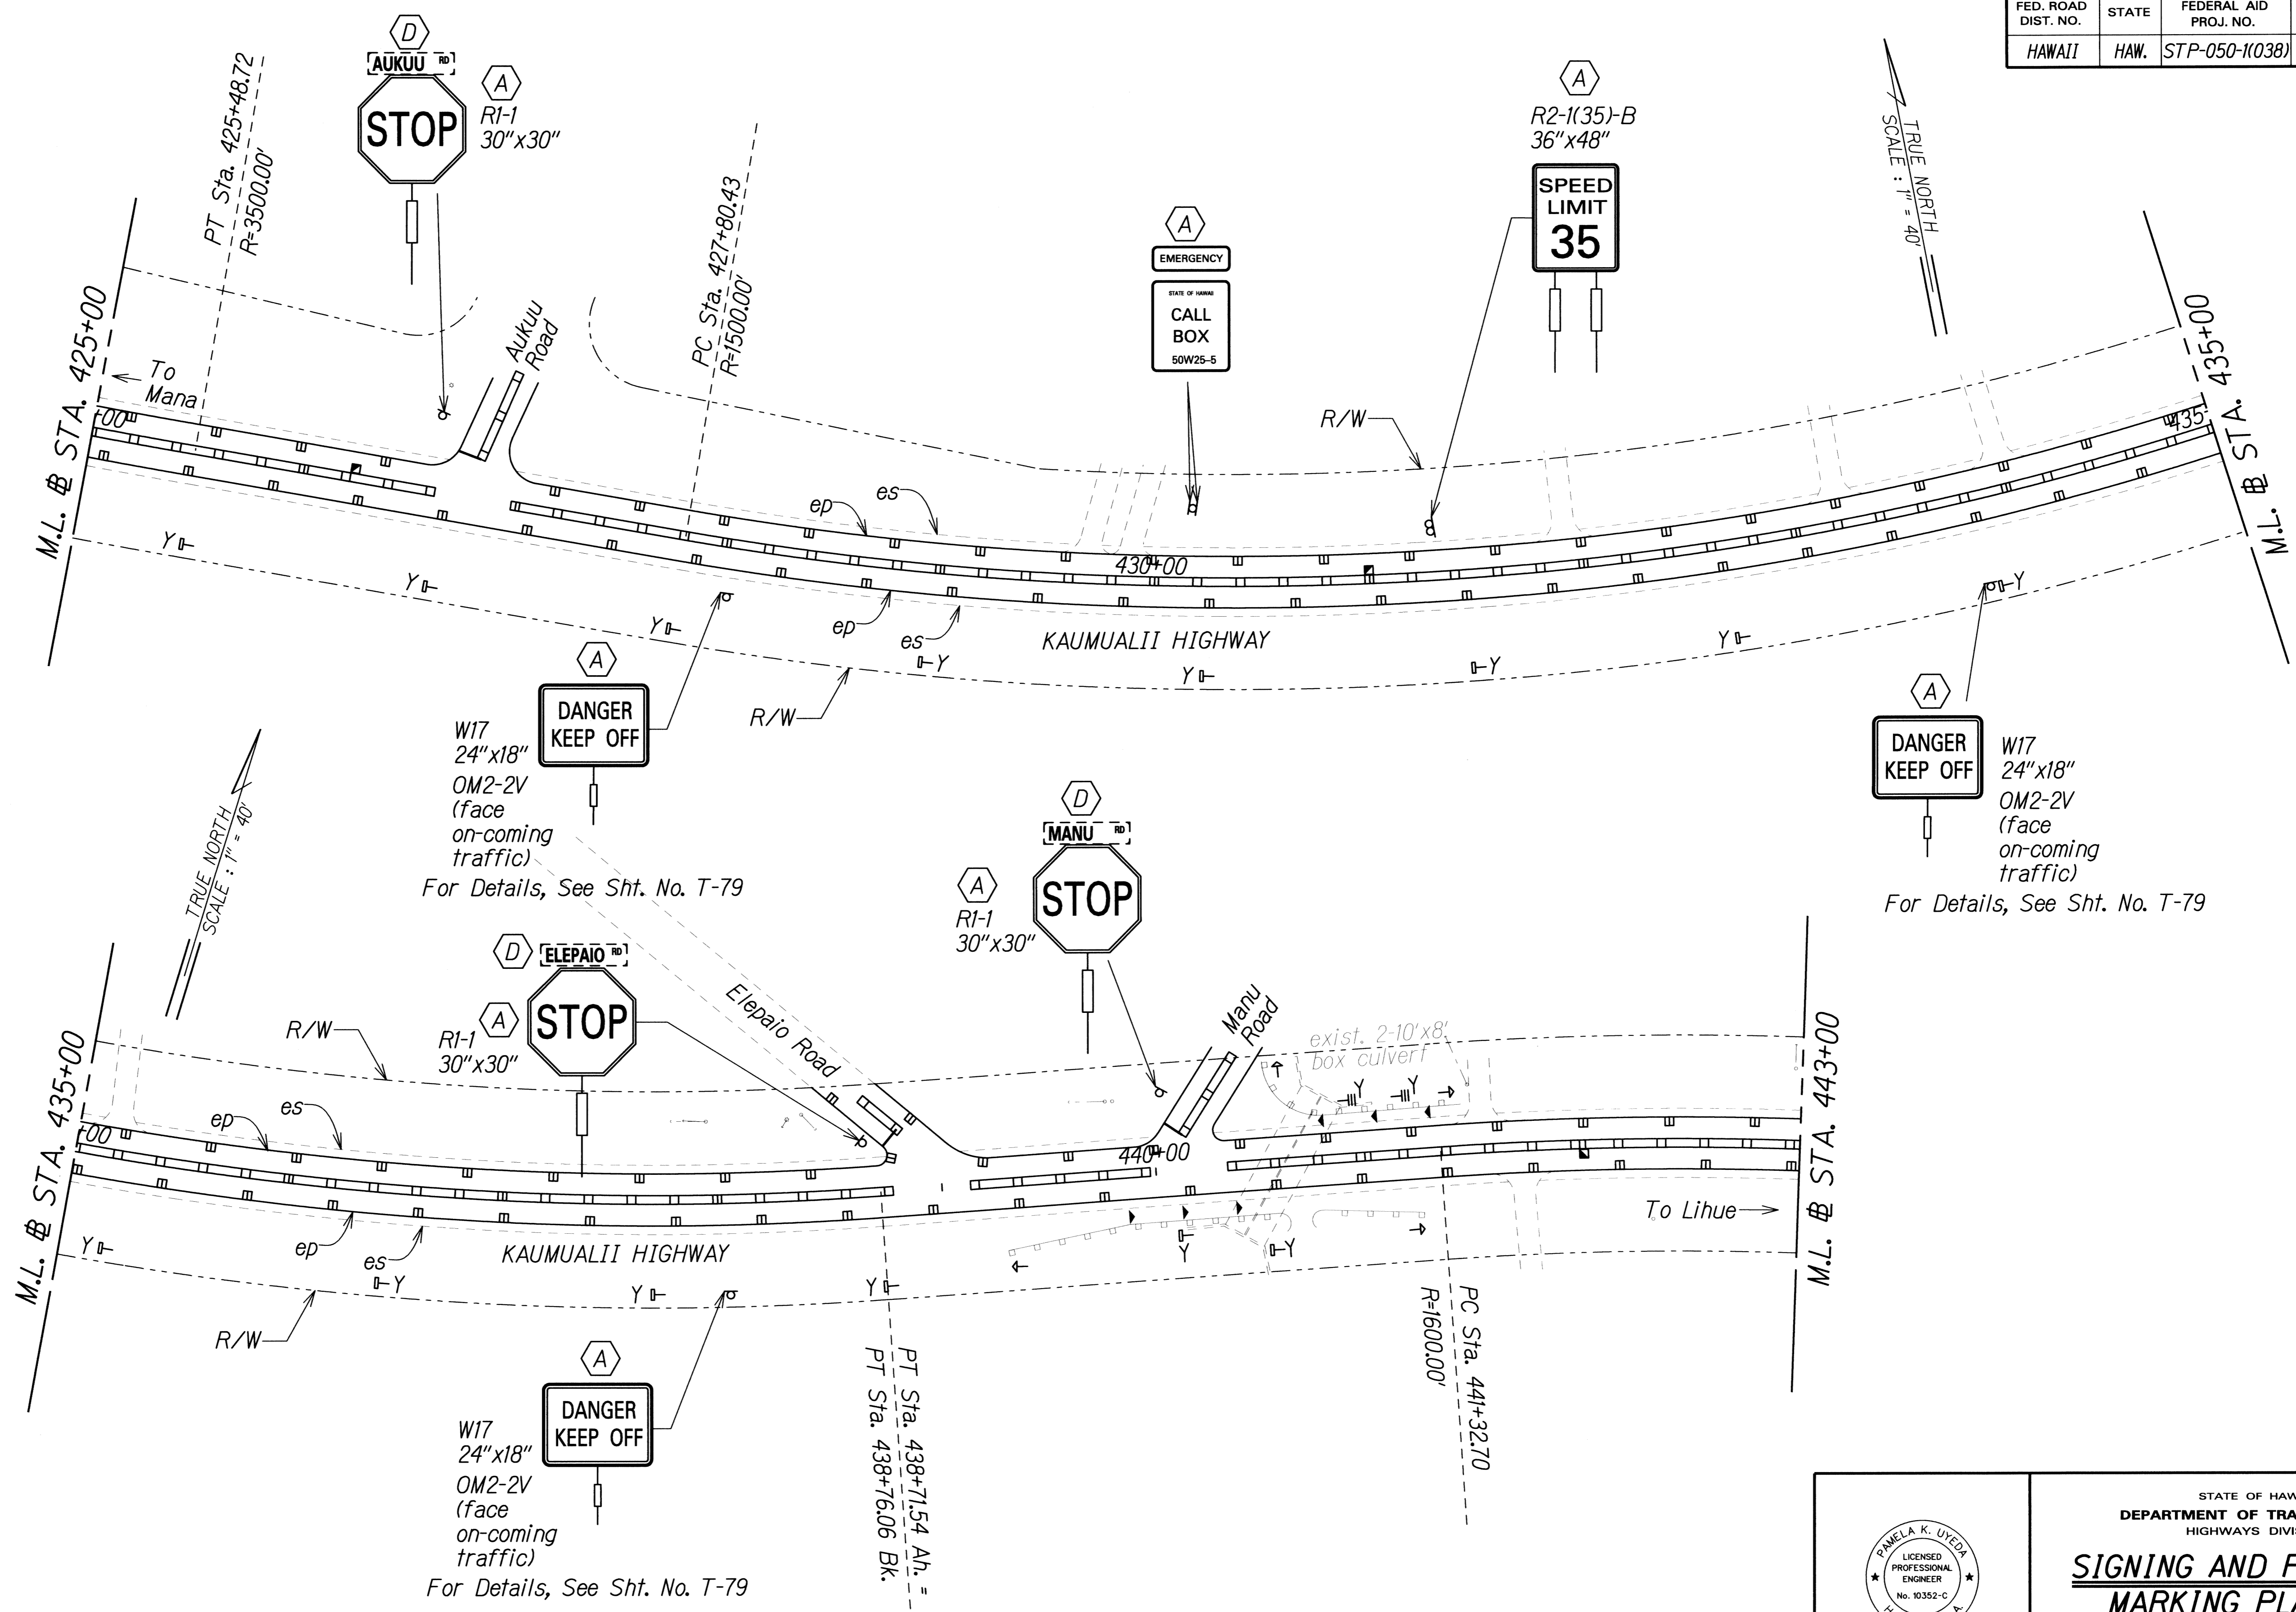 FED. ROAD
DIST. NO.
STATE
FEDERAL AID
PROJ. NO.
HAWAII
HAW.
STP-050-1(038)
D
AUKUU RD
STOP
A
R1-1
30"x30"
PT Sta. 425+48.72
R=3500.00'
PC Sta. 427+80.43
R=1500.00'
Aukuu
Road
A
EMERGENCY
STATE OF HAWAII
CALL
BOX
50W25-5
A
R2-1(35)-B
36"x48"
SPEED
LIMIT
35
TRUE NORTH
SCALE : 1" = 40'
M.L. B STA. 425+00
To
Mana
+00
R/W
ep
es
430+00
435+
M.L. B STA. 435+00
Y
Y
Y
Y
Y
Y
Y
Y
ep
es
KAUMUALII HIGHWAY
R/W
A
DANGER
KEEP OFF
W17
24"x18"
OM2-2V
(face
on-coming
traffic)
For Details, See Sht. No. T-79
A
DANGER
KEEP OFF
W17
24"x18"
OM2-2V
(face
on-coming
traffic)
For Details, See Sht. No. T-79
TRUE NORTH
SCALE : 1" = 40'
D
MANU RD
STOP
A
R1-1
30"x30"
D
ELEPAIO RD
STOP
A
R1-1
30"x30"
Elepaio Road
Manu
Road
exist. 2-10'x8'
box culvert
M.L. B STA. 435+00
R/W
+00
ep
es
440+00
Y
Y
M.L. B STA. 443+00
To Lihue
ep
es
KAUMUALII HIGHWAY
Y
Y
Y
Y
Y
Y
R/W
PT Sta. 438+71.54 Ah. =
PT Sta. 438+76.06 Bk.
PC Sta. 441+32.70
R=1600.00'
A
DANGER
KEEP OFF
W17
24"x18"
OM2-2V
(face
on-coming
traffic)
For Details, See Sht. No. T-79
PAMELA K. UYEDA
LICENSED
PROFESSIONAL
ENGINEER
No. 10352-C
STATE OF HAW
DEPARTMENT OF TRA
HIGHWAYS DIVI
SIGNING AND
MARKING